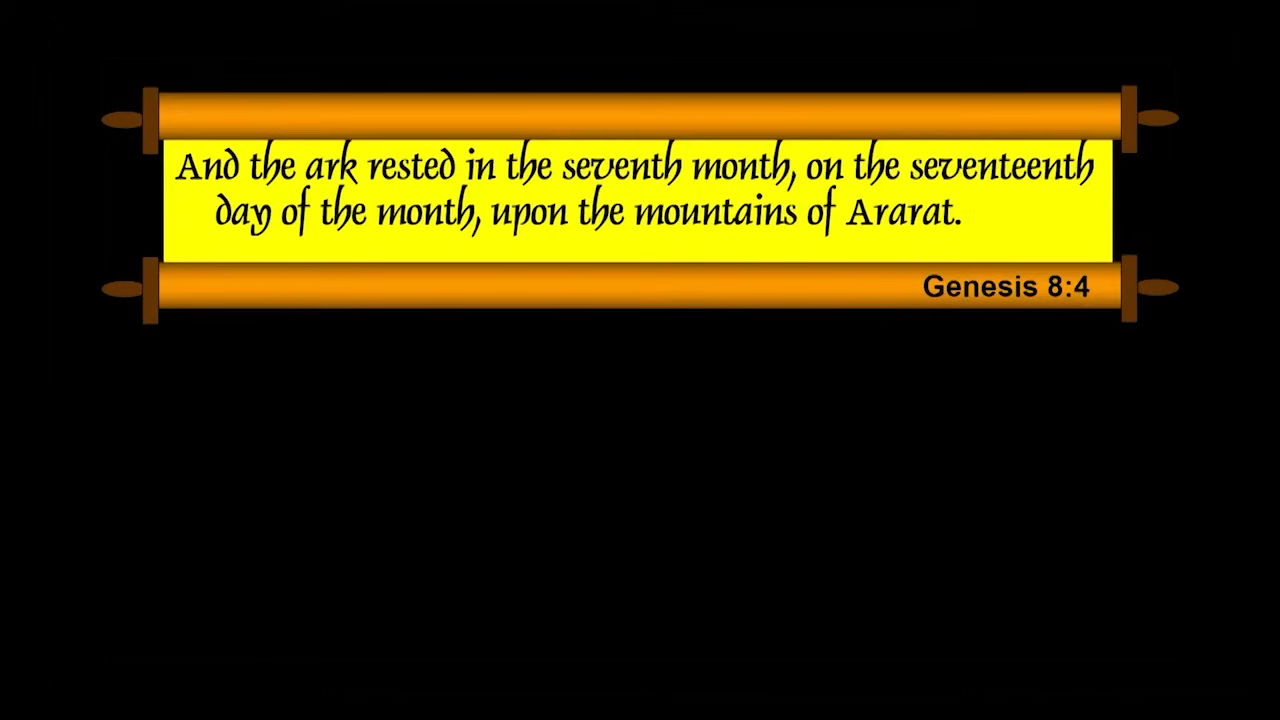 And the ark rested in the seventh month, on the seventeenth
day of the month, upon the mountains of Ararat.
Genesis 8:4